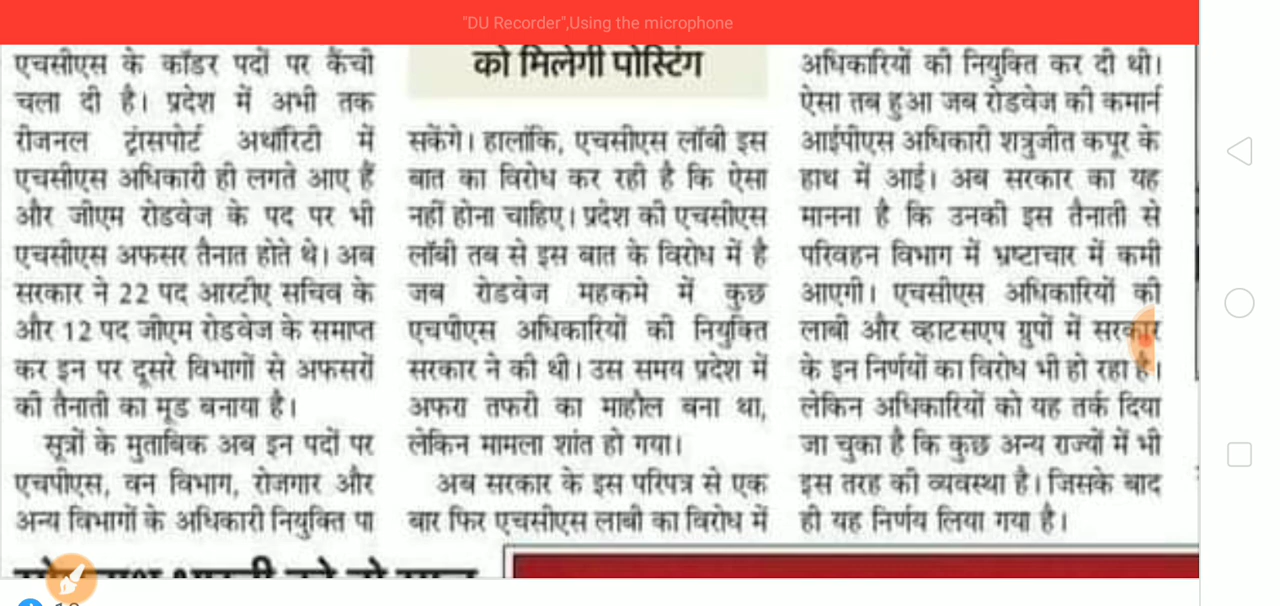 "DU Recorder",Using the microphone
एचसीएस के कॉडर पदों पर कैंची
चला दी है। प्रदेश में अभी तक
रीजनल ट्रांसपोर्ट अथॉरिटी में
एचसीएस अधिकारी ही लगते आए हैं
और जीएम रोडवेज के पद पर भी
एचसीएस अफसर तैनात होते थे। अब
सरकार ने 22 पद आरटीए सचिव के
और 12 पद जीएम रोडवेज के समाप्त
कर इन पर दूसरे विभागों से अफसरों
की तैनाती का मूड बनाया है।
सूत्रों के मुताबिक अब इन पदों पर
एचपीएस, वन विभाग, रोजगार और
अन्य विभागों के अधिकारी नियुक्ति पा
को मिलेगी पोस्टिंग
सकेंगे। हालांकि, एचसीएस लॉबी इस
बात का विरोध कर रही है कि ऐसा
नहीं होना चाहिए। प्रदेश की एचसीएस
लॉबी तब से इस बात के विरोध में है
जब रोडवेज महकमे में कुछ
एचपीएस अधिकारियों की नियुक्ति
सरकार ने की थी। उस समय प्रदेश में
अफरा तफरी का माहौल बना था,
लेकिन मामला शांत हो गया।
अब सरकार के इस परिपत्र से एक
बार फिर एचसीएस लाबी का विरोध में
अधिकारियों की नियुक्ति कर दी थी।
ऐसा तब हुआ जब रोडवेज की कमान
आईपीएस अधिकारी शत्रुजीत कपूर के
हाथ में आई। अब सरकार का यह
मानना है कि उनकी इस तैनाती से
परिवहन विभाग में भ्रष्टाचार में कमी
आएगी। एचसीएस अधिकारियों की
लाबी और व्हाटसएप ग्रुपों में सरकार
के इन निर्णयों का विरोध भी हो रहा है।
लेकिन अधिकारियों को यह तर्क दिया
जा चुका है कि कुछ अन्य राज्यों में भी
इस तरह की व्यवस्था है। जिसके बाद
ही यह निर्णय लिया गया है।